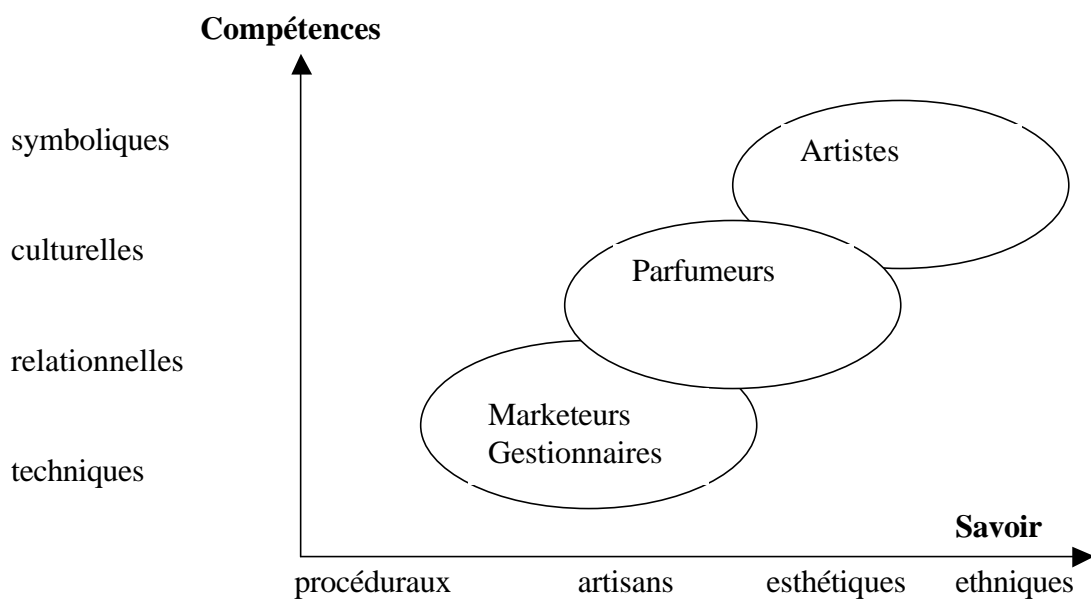 Compétences
symboliques
Artistes
culturelles
Parfumeurs
relationnelles
Marketeurs
Gestionnaires
techniques
Savoir
procéduraux artisans esthétiques ethniques